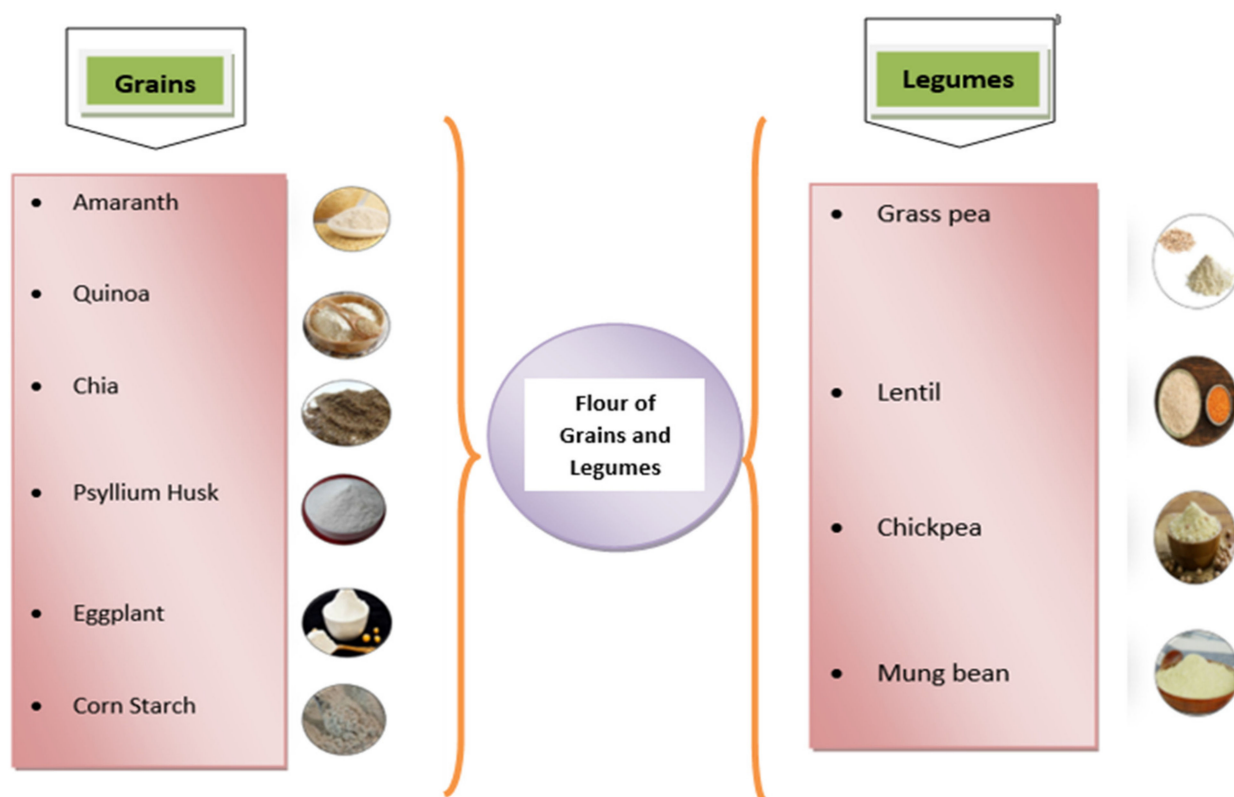 Grains
Amaranth
Quinoa
Chia
Psyllium Husk
Eggplant
Corn Starch
Flour of
Grains and
Legumes
Legumes
Grass pea
Lentil
Chickpea
Mung bean